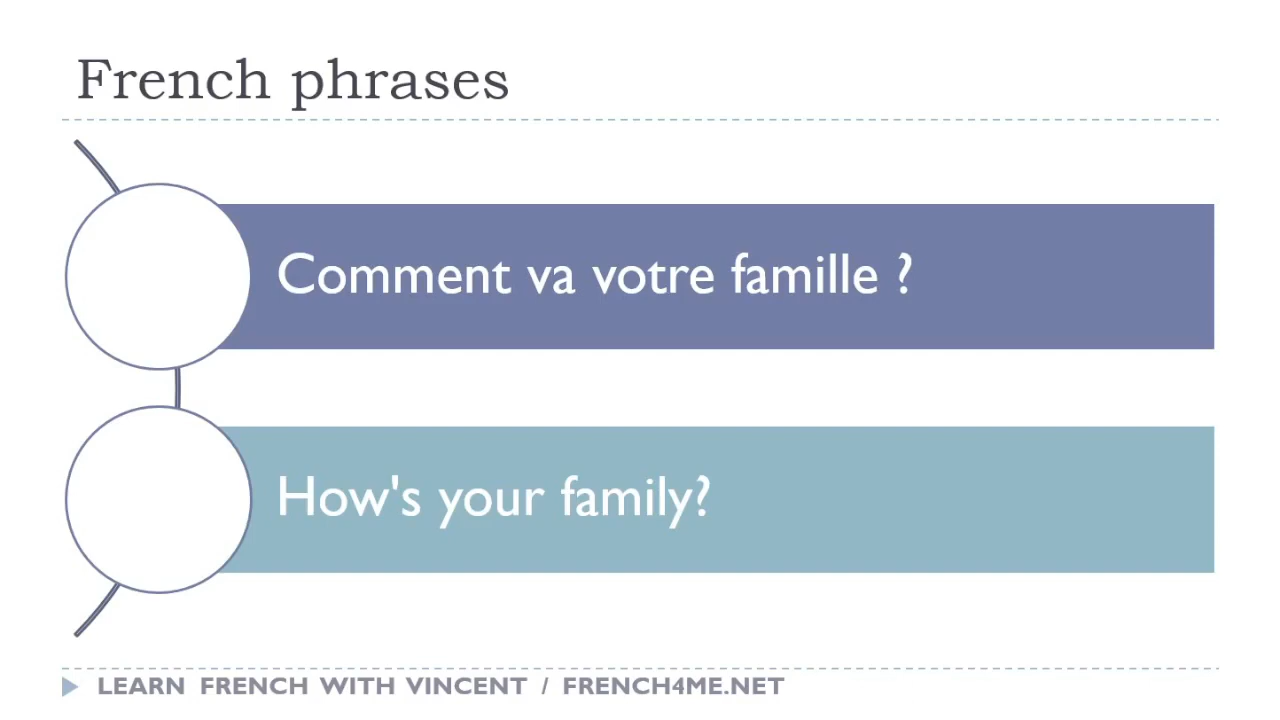 French phrases
Comment va votre famille ?
How's your family?
LEARN FRENCH WITH VINCENT / FRENCH4ME.NET